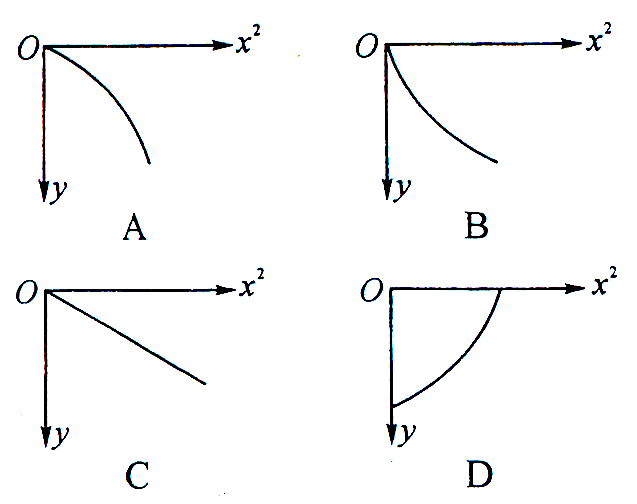 O x² O x²
y y
A B
O x² O x²
y y
C D